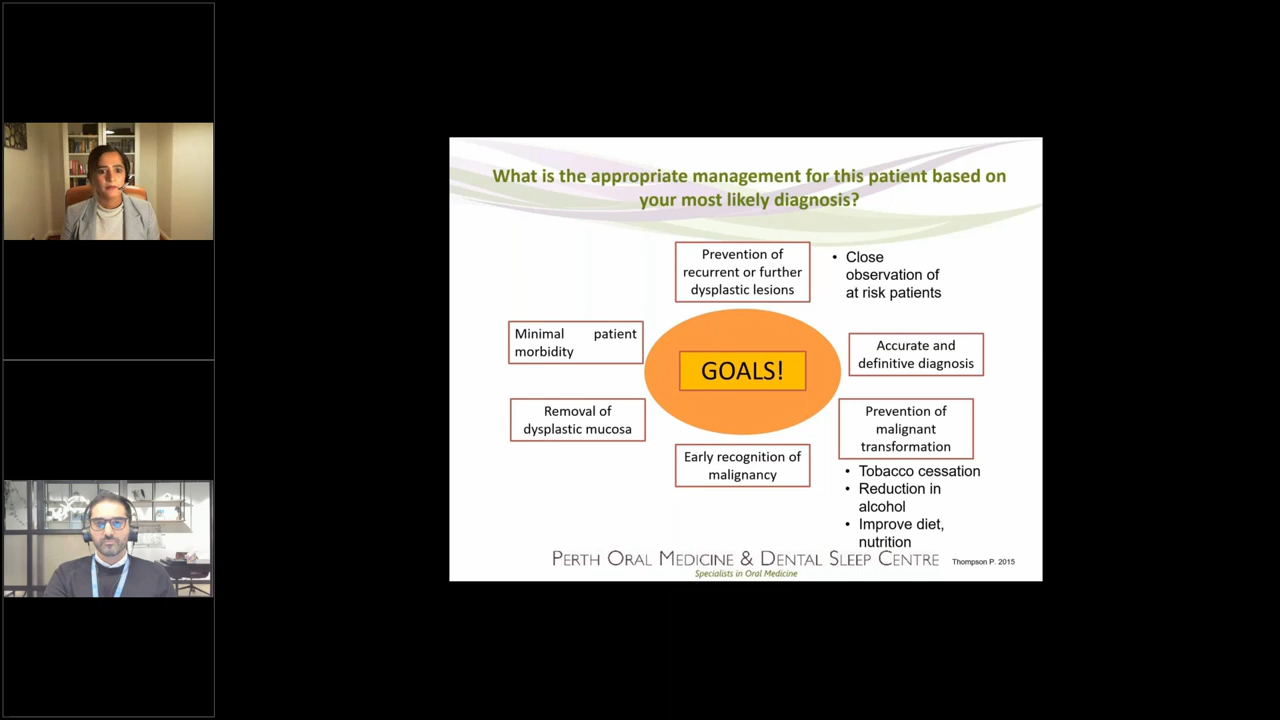 What is the appropriate management for this patient based on
your most likely diagnosis?
Prevention of
recurrent or further
dysplastic lesions
• Close
observation of
at risk patients
Minimal patient
morbidity
GOALS!
Accurate and
definitive diagnosis
Removal of
dysplastic mucosa
Prevention of
malignant
transformation
Early recognition of
malignancy
• Tobacco cessation
• Reduction in
alcohol
• Improve diet,
nutrition
PERTH ORAL MEDICINE & DENTAL SLEEP CENTRE
Specialists in Oral Medicine
Thompson P. 2015